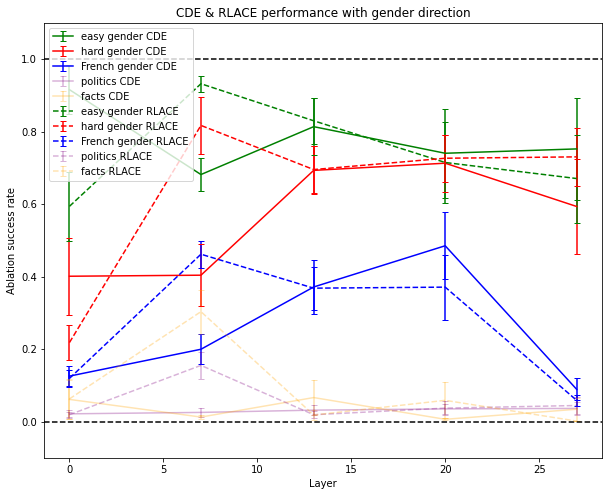 CDE & RLACE performance with gender direction
easy gender CDE
hard gender CDE
French gender CDE
politics CDE
facts CDE
easy gender RLACE
hard gender RLACE
French gender RLACE
politics RLACE
facts RLACE
Ablation success rate
1.0
0.8
0.6
0.4
0.2
0.0
0
5
10
15
20
25
Layer